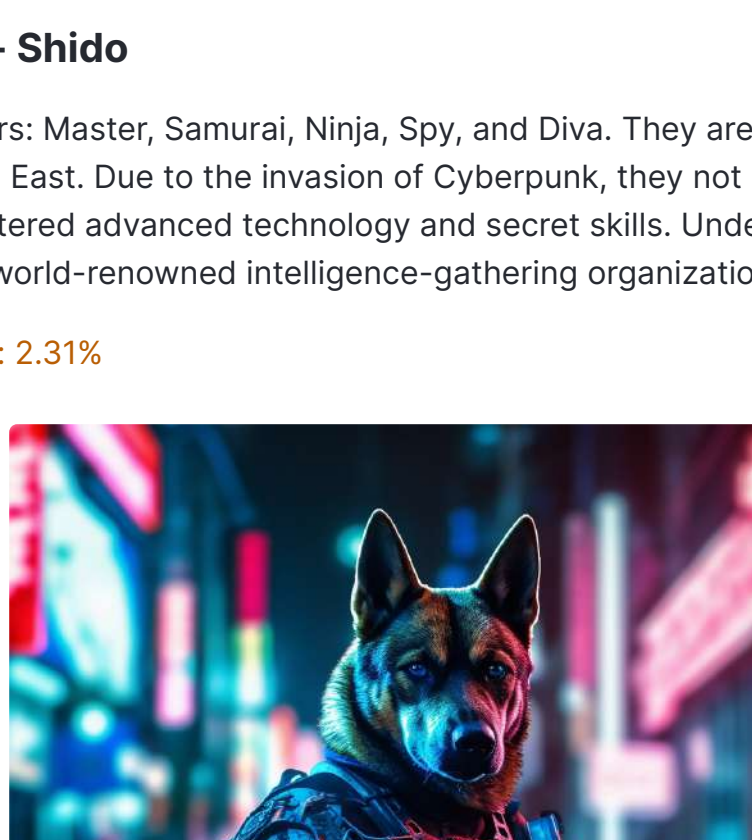 - Shido
rs: Master, Samurai, Ninja, Spy, and Diva. They are
East. Due to the invasion of Cyberpunk, they not
tered advanced technology and secret skills. Unde
world-renowned intelligence-gathering organizatio
: 2.31%